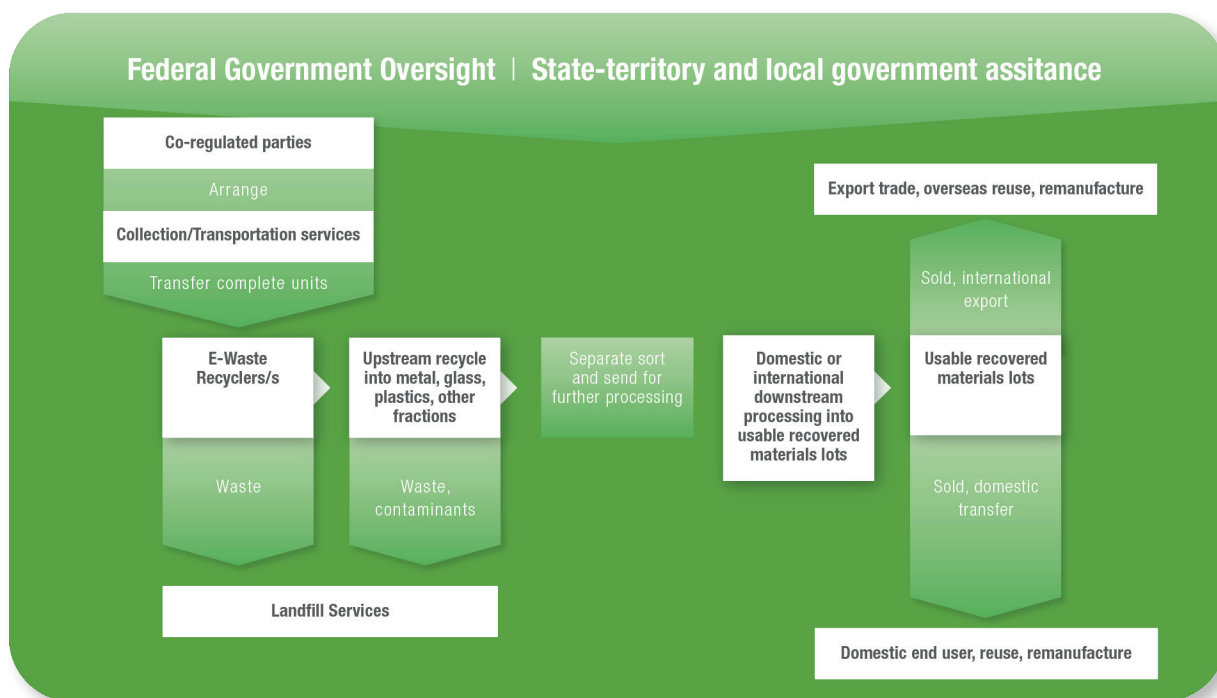 Federal Government Oversight | State-territory and local government assitance
Co-regulated parties
Arrange
Collection/Transportation services
Transfer complete units
E-Waste
Recyclers/s
Waste
Upstream recycle
into metal, glass,
plastics, other
fractions
Waste,
contaminants
Landfill Services
Separate sort
and send for
further processing
Domestic or
international
downstream
processing into
usable recovered
materials lots
Export trade, overseas reuse, remanufacture
Sold, international
export
Usable recovered
materials lots
Sold, domestic
transfer
Domestic end user, reuse, remanufacture